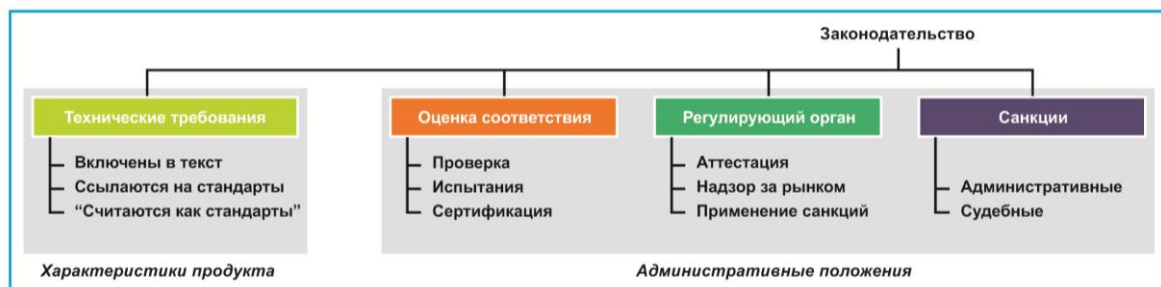 Законодательство
Технические требования
Включены в текст
Ссылаются на стандарты
“Считаются как стандарты”
Оценка соответствия
Проверка
Испытания
Сертификация
Регулирующий орган
Аттестация
Надзор за рынком
Применение санкций
Санкции
Административные
Судебные
Характеристики продукта
Административные положения